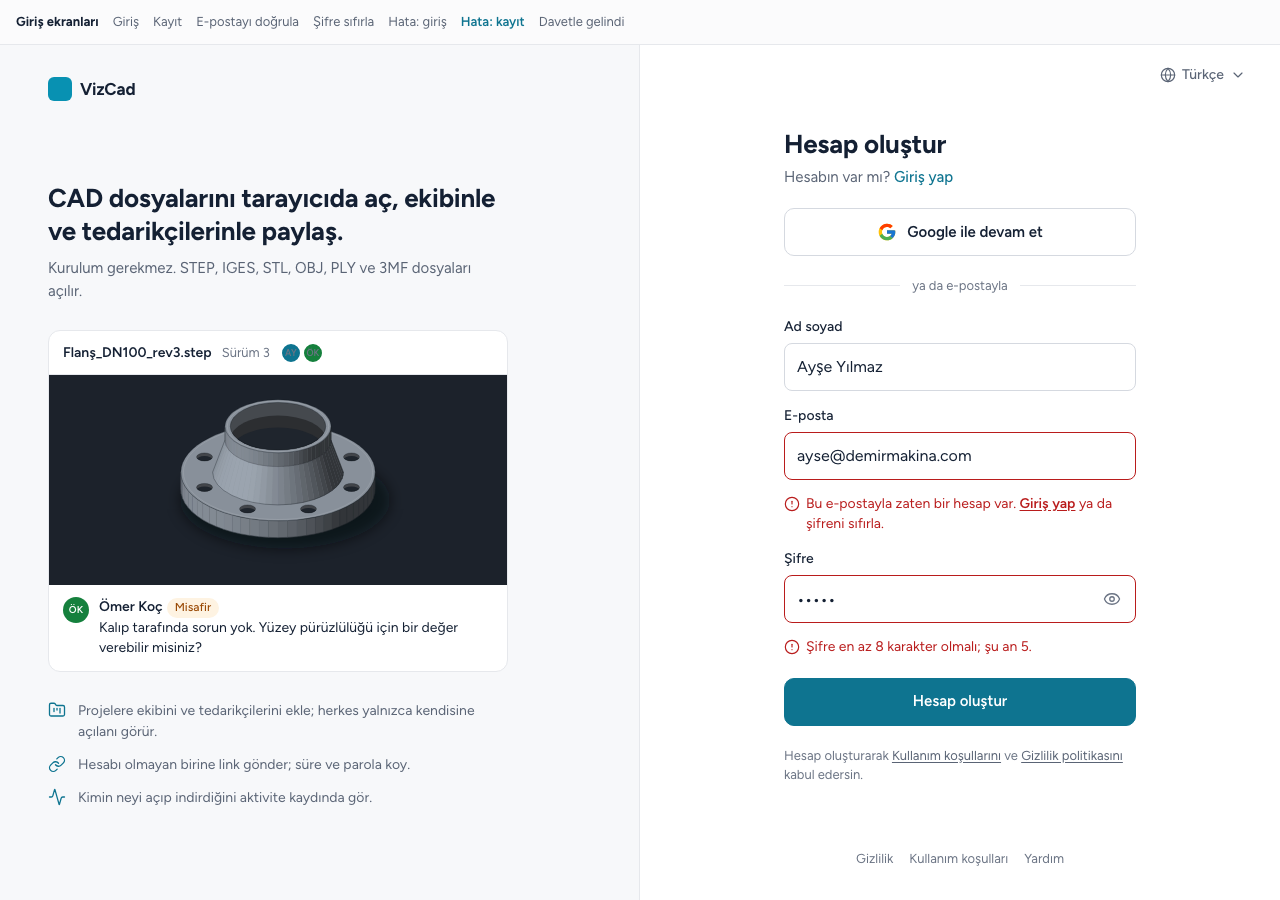 Giriş ekranları Giriş Kayıt E-postayı doğrula Şifre sıfırla Hata: giriş Hata: kayıt Davetle gelindi
VizCad
CAD dosyalarını tarayıcıda aç, ekibinle
ve tedarikçilerinle paylaş.
Kurulum gerekmez. STEP, IGES, STL, OBJ, PLY ve 3MF dosyaları
açılır.
Flanş_DN100_rev3.step Sürüm 3 AY ÖK
ÖK Ömer Koç Misafir
Kalıp tarafında sorun yok. Yüzey pürüzlülüğü için bir değer
verebilir misiniz?
Projelere ekibini ve tedarikçilerini ekle; herkes yalnızca kendisine
açılanı görür.
Hesabı olmayan birine link gönder; süre ve parola koy.
Kimin neyi açıp indirdiğini aktivite kaydında gör.
Türkçe
Hesap oluştur
Hesabın var mı? Giriş yap
Google ile devam et
ya da e-postayla
Ad soyad
Ayşe Yılmaz
E-posta
ayse@demirmakina.com
Bu e-postayla zaten bir hesap var. Giriş yap ya da
şifreni sıfırla.
Şifre
•••••
Şifre en az 8 karakter olmalı; şu an 5.
Hesap oluştur
Hesap oluşturarak Kullanım koşullarını ve Gizlilik politikasını
kabul edersin.
Gizlilik Kullanım koşulları Yardım